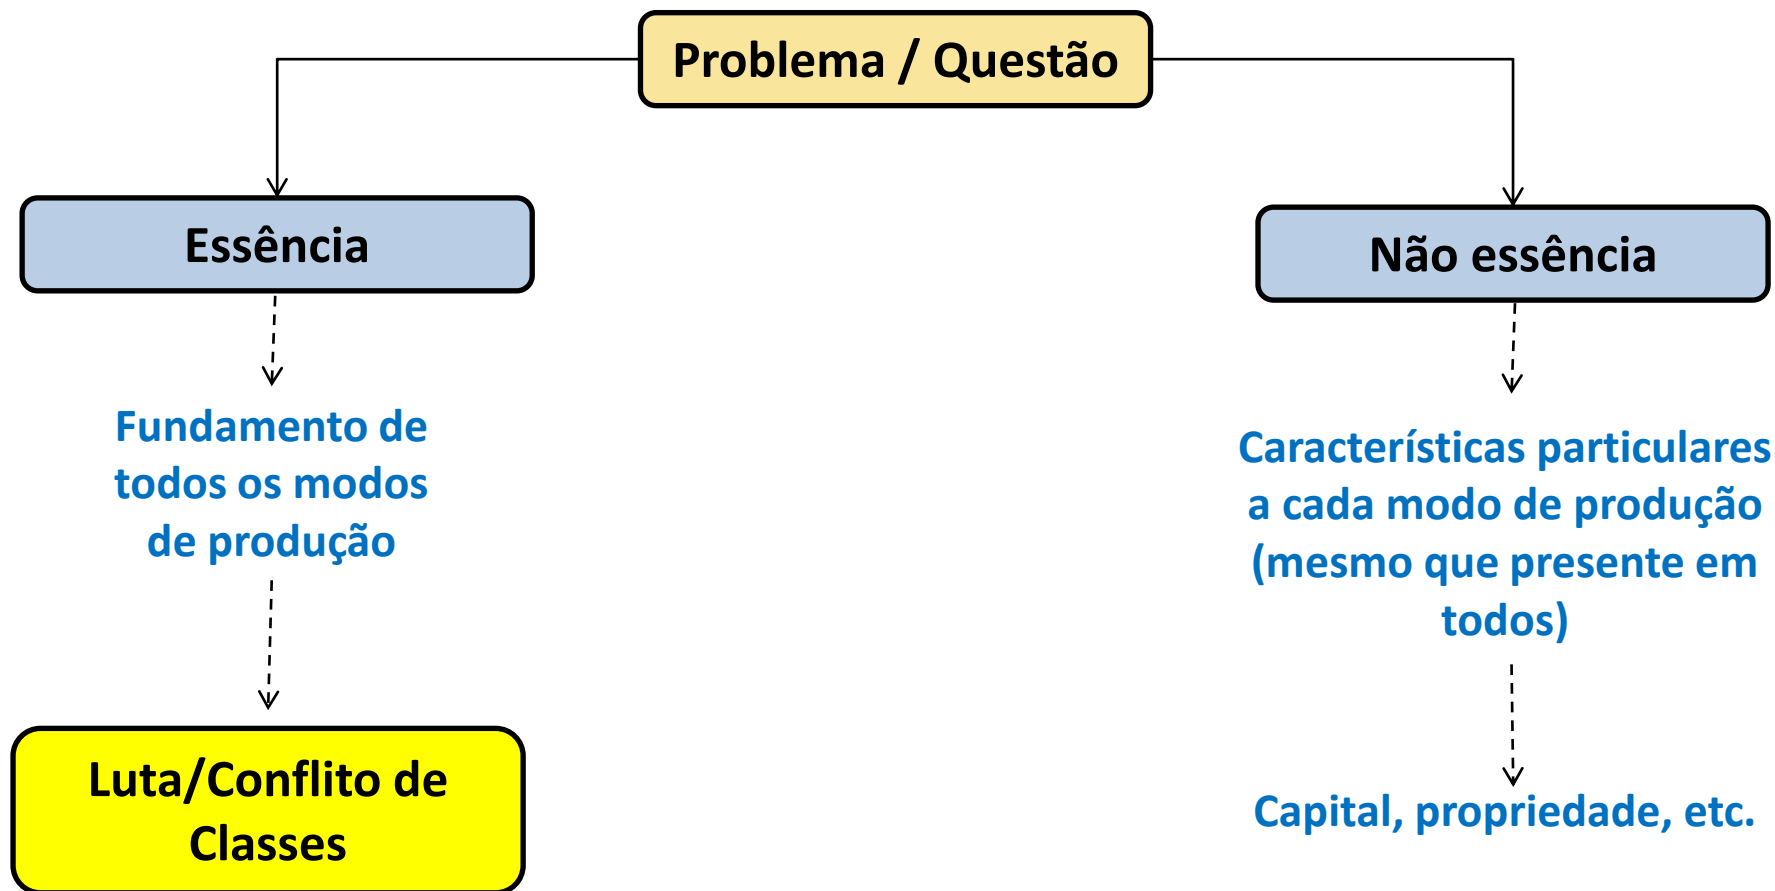 Problema / Questão
Essência
Não essência
Fundamento de
todos os modos
de produção
Características particulares
a cada modo de produção
(mesmo que presente em
todos)
Luta/Conflito de
Classes
Capital, propriedade, etc.